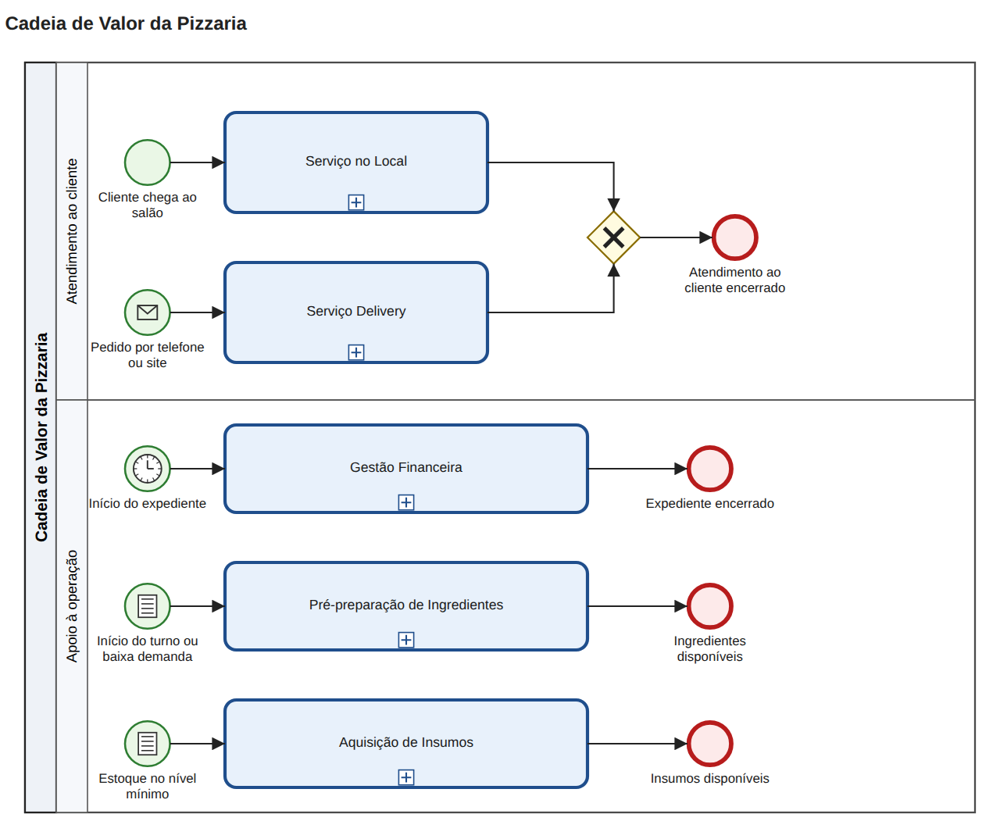 Cadeia de Valor da Pizzaria
Cadeia de Valor da Pizzaria
Atendimento ao cliente
Serviço no Local
Cliente chega ao
salão
Atendimento ao
cliente encerrado
Serviço Delivery
Pedido por telefone
ou site
Apoio à operação
Gestão Financeira
Início do expediente
Expediente encerrado
Pré-preparação de Ingredientes
Início do turno ou
baixa demanda
Ingredientes
disponíveis
Aquisição de Insumos
Estoque no nível
mínimo
Insumos disponíveis